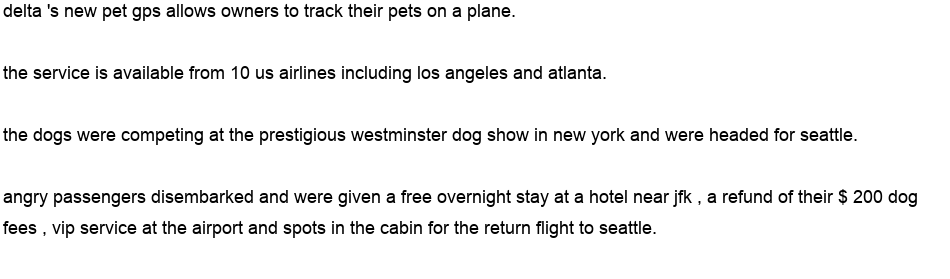 delta 's new pet gps allows owners to track their pets on a plane.
the service is available from 10 us airlines including los angeles and atlanta.
the dogs were competing at the prestigious westminster dog show in new york and were headed for seattle.
angry passengers disembarked and were given a free overnight stay at a hotel near jfk , a refund of their $ 200 dog
fees , vip service at the airport and spots in the cabin for the return flight to seattle.